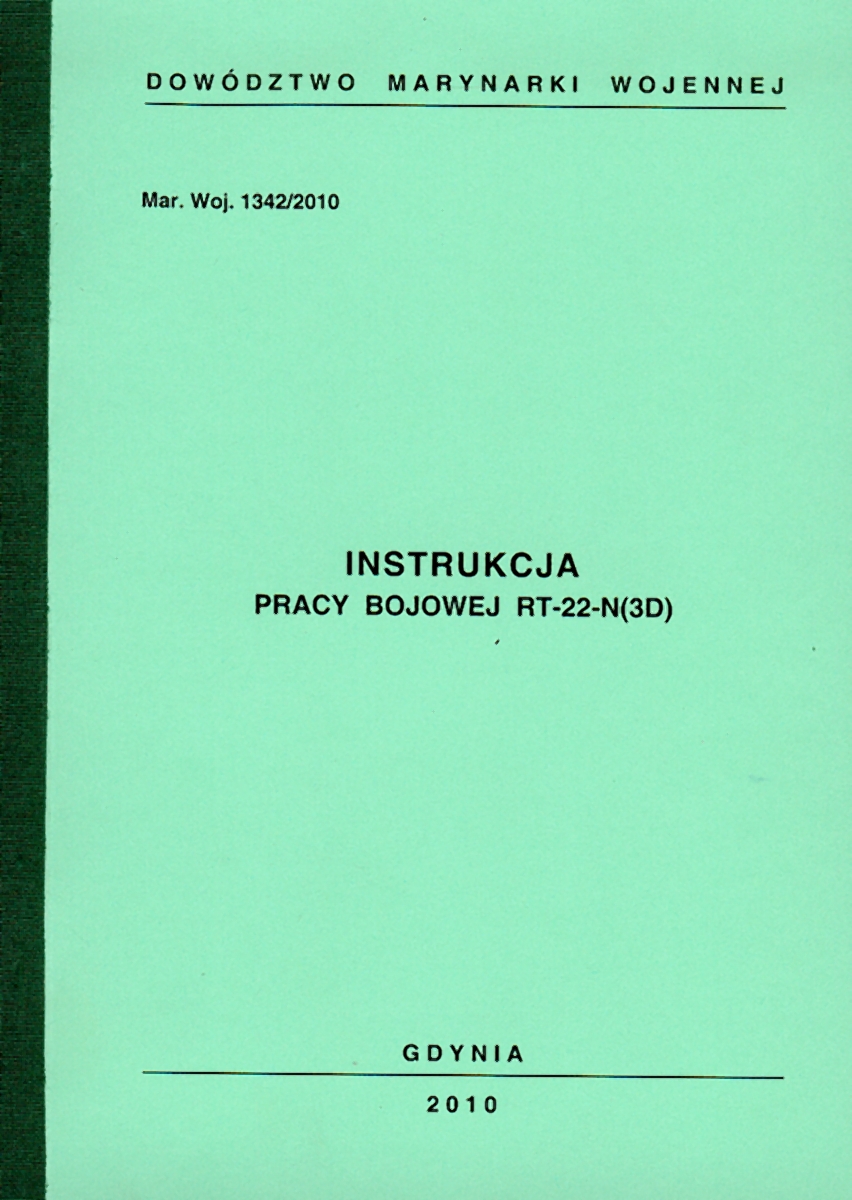 DOWÓDZTWO MARYNARKI WOJENNEJ
Mar. Woj. 1342/2010
INSTRUKCJA
PRACY BOJOWEJ RT-22-N(3D)
GDYNIA
2010